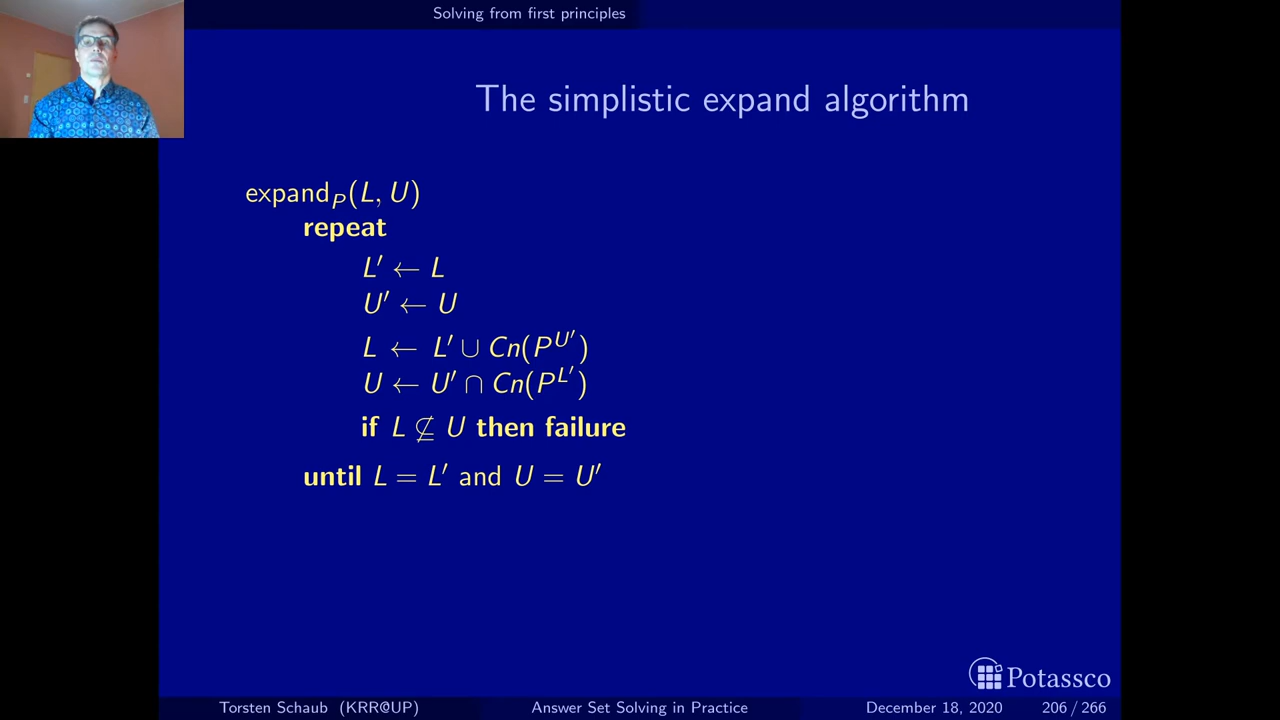 Solving from first principles
The simplistic expand algorithm
expand_P(L, U)
repeat
L′ ← L
U′ ← U
L ← L′ ∪ Cn(P^{U′})
U ← U′ ∩ Cn(P^{L′})
if L ⊈ U then failure
until L = L′ and U = U′
Potassco
Torsten Schaub (KRR@UP) Answer Set Solving in Practice December 18, 2020 206 / 266